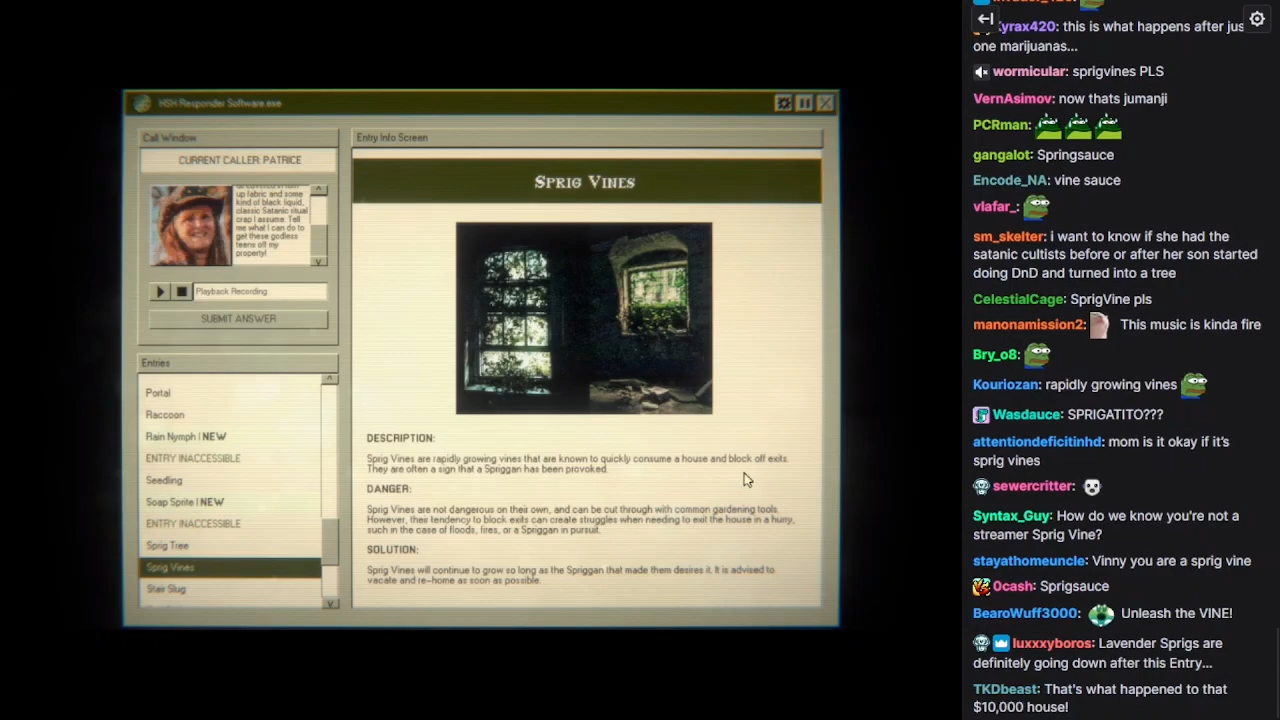 HSH Responder Software.exe
Call Window
CURRENT CALLER: PATRICE
up fabric and some
kind of black liquid,
classic Satanic ritual
crap I assume. Tell
me what I can do to
get these godless
teens off my
property!
Playback Recording
SUBMIT ANSWER
Entries
Portal
Raccoon
Rain Nymph | NEW
ENTRY INACCESSIBLE
Seedling
Soap Sprite | NEW
ENTRY INACCESSIBLE
Sprig Tree
Sprig Vines
Stair Slug
Entry Info Screen
SPRIG VINES
DESCRIPTION:
Sprig Vines are rapidly growing vines that are known to quickly consume a house and block off exits.
They are often a sign that a Spriggan has been provoked.
DANGER:
Sprig Vines are not dangerous on their own, and can be cut through with common gardening tools.
However, their tendency to block exits can create struggles when needing to exit the house in a hurry,
such in the case of floods, fires, or a Spriggan in pursuit.
SOLUTION:
Sprig Vines will continue to grow so long as the Spriggan that made them desires it. It is advised to
vacate and re-home as soon as possible.
Kyrax420: this is what happens after jus
one marijuanas...
wormicular: sprigvines PLS
VernAsimov: now thats jumanji
PCRman:
gangalot: Springsauce
Encode_NA: vine sauce
vlafar_:
sm_skelter: i want to know if she had the
satanic cultists before or after her son started
doing DnD and turned into a tree
CelestialCage: SprigVine pls
manonamission2: This music is kinda fire
Bry_o8:
Kouriozan: rapidly growing vines
Wasdauce: SPRIGATITO???
attentiondeficitinhd: mom is it okay if it's
sprig vines
sewercritter:
Syntax_Guy: How do we know you're not a
streamer Sprig Vine?
stayathomeuncle: Vinny you are a sprig vine
0cash: Sprigsauce
BearoWuff3000: Unleash the VINE!
luxxxyboros: Lavender Sprigs are
definitely going down after this Entry...
TKDbeast: That's what happened to that
$10,000 house!